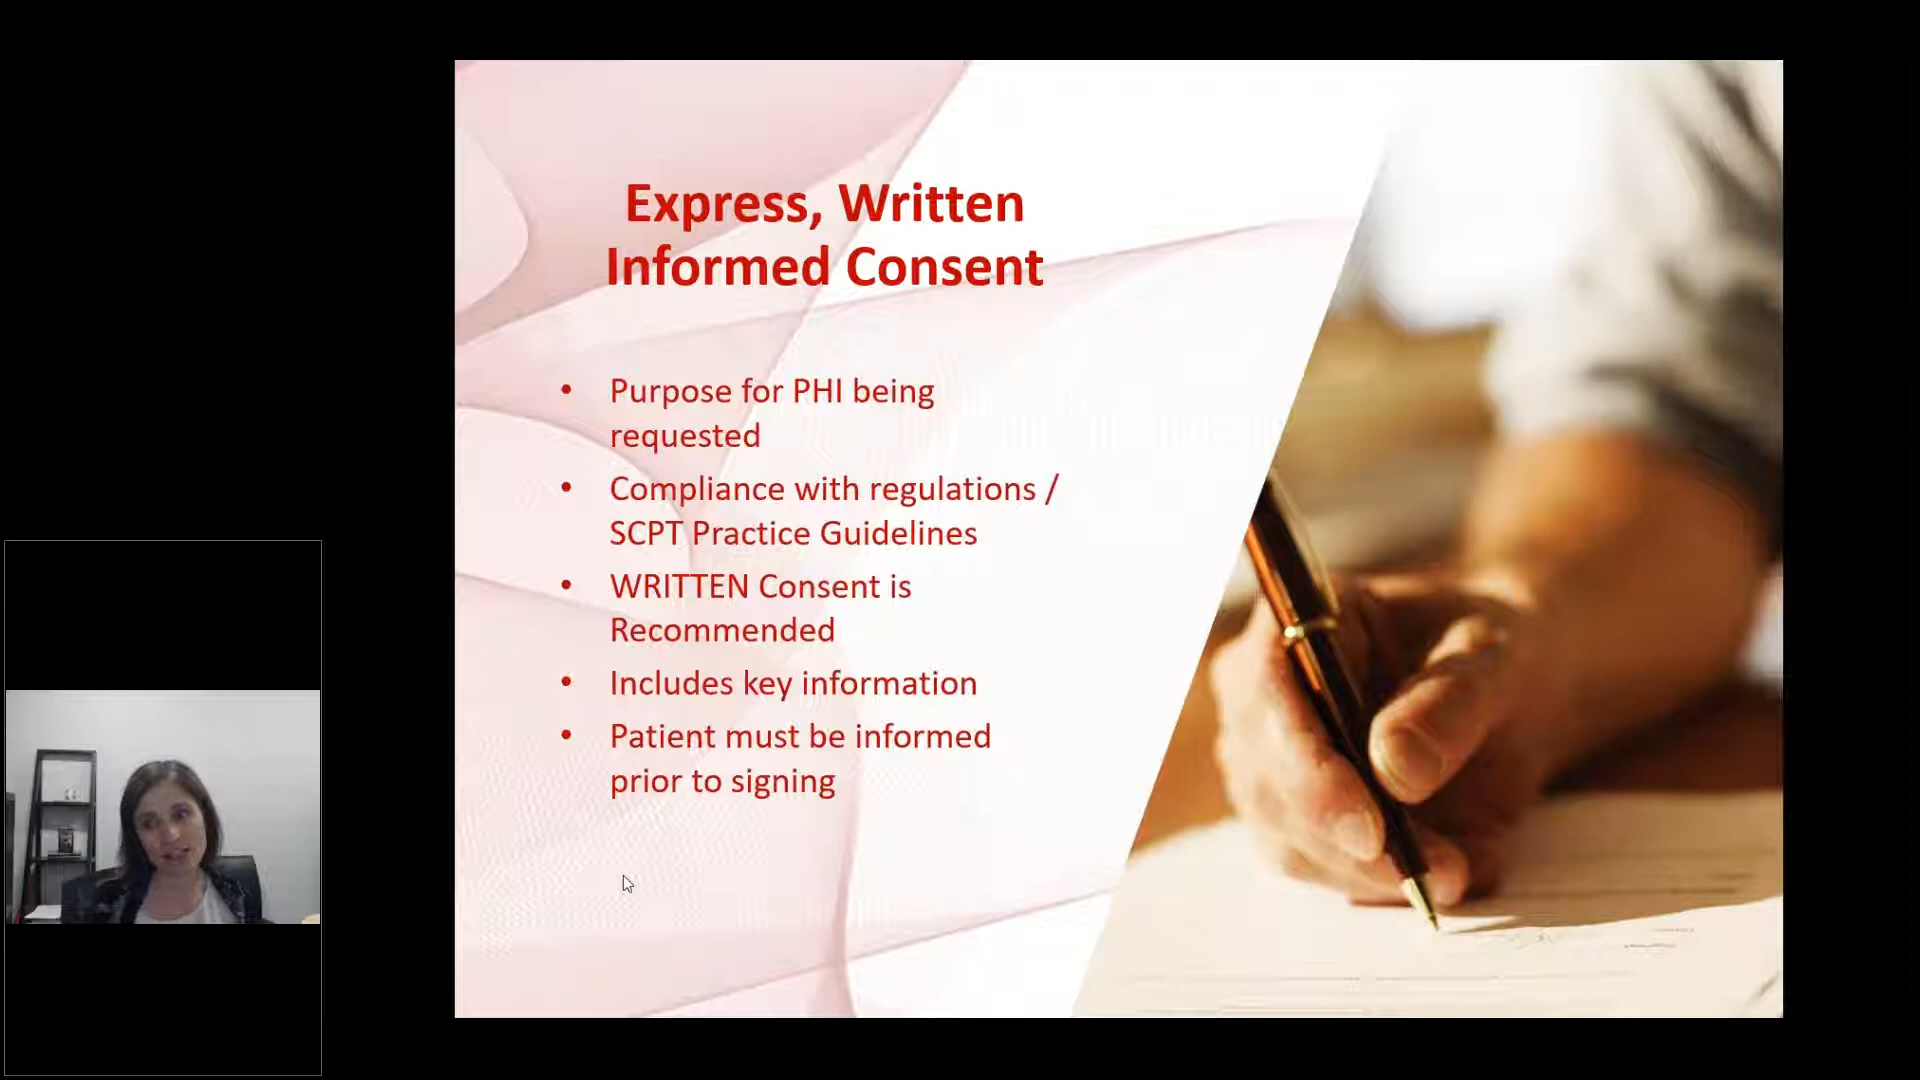 Express, Written
Informed Consent
• Purpose for PHI being
requested
• Compliance with regulations /
SCPT Practice Guidelines
• WRITTEN Consent is
Recommended
• Includes key information
• Patient must be informed
prior to signing